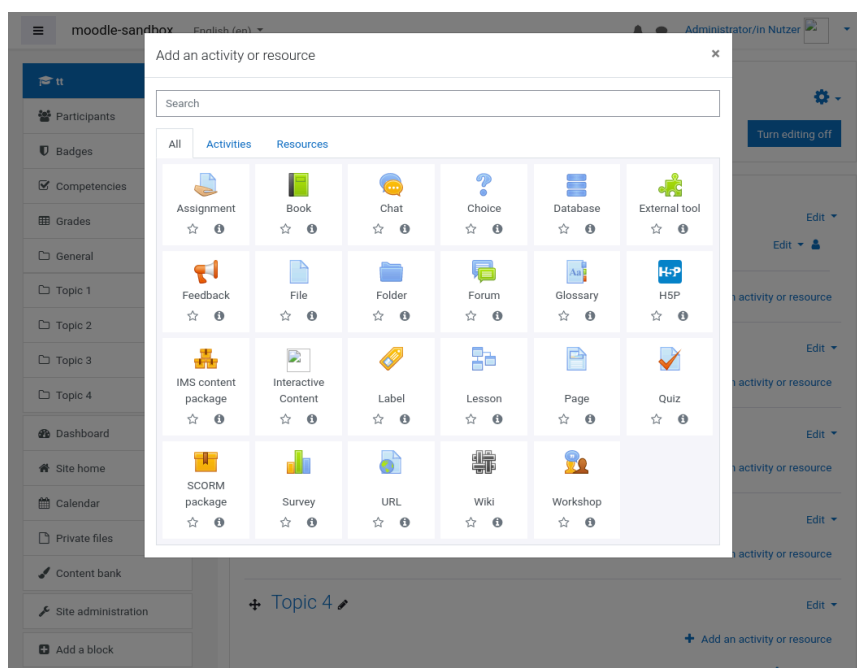 moodle-sandbox English (en)
Administrator/in Nutzer
Add an activity or resource
×
Search
All Activities Resources
Assignment Book Chat Choice Database External tool
Feedback File Folder Forum Glossary H5P
H-P
Aa
IMS content package
Interactive Content
Label Lesson Page Quiz
SCORM package
Survey URL Wiki Workshop
tt
Participants
Badges
Competencies
Grades
General
Topic 1
Topic 2
Topic 3
Topic 4
Dashboard
Site home
Calendar
Private files
Content bank
Site administration
Add a block
Turn editing off
Edit
Edit
activity or resource
Edit
activity or resource
Edit
activity or resource
Edit
activity or resource
Topic 4
Edit
Add an activity or resource